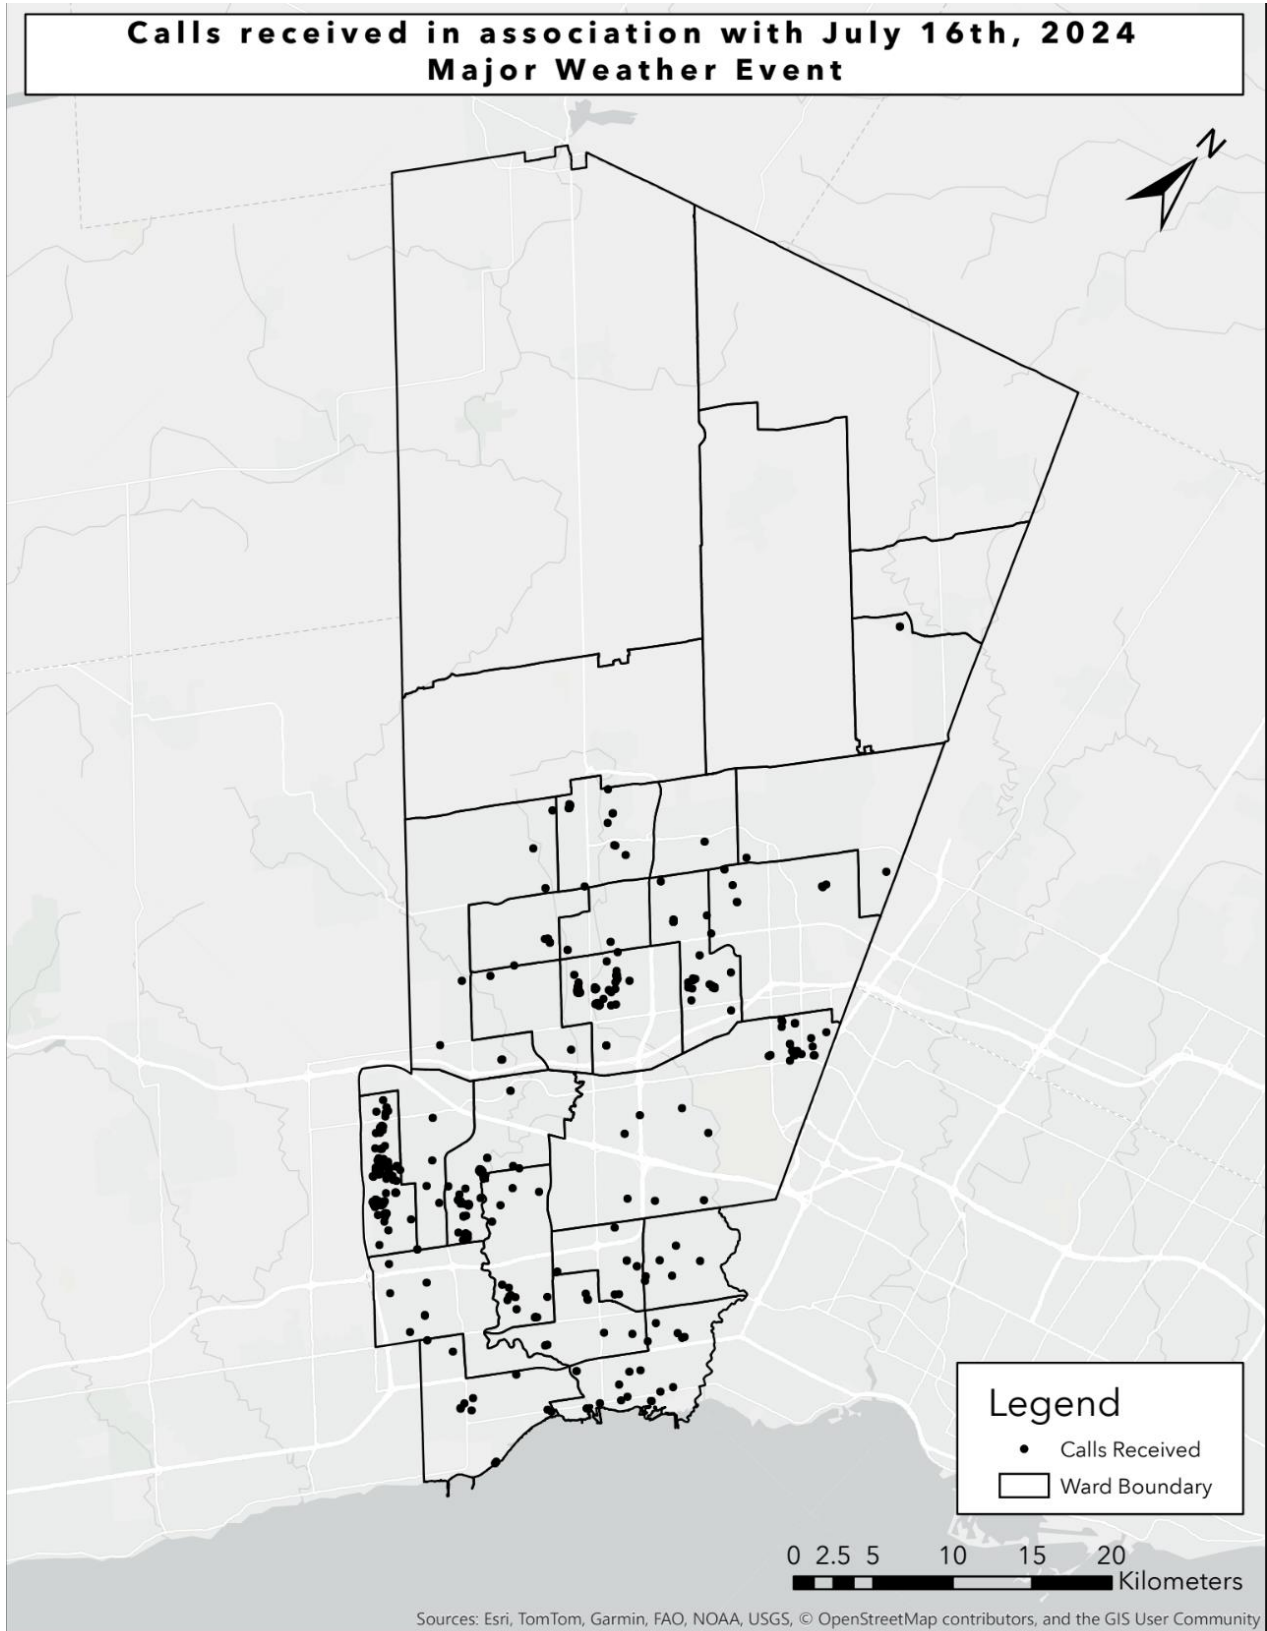 Calls received in association with July 16th, 2024
Major Weather Event
N
Legend
Calls Received
Ward Boundary
0 2.5 5 10 15 20
Kilometers
Sources: Esri, TomTom, Garmin, FAO, NOAA, USGS, © OpenStreetMap contributors, and the GIS User Community